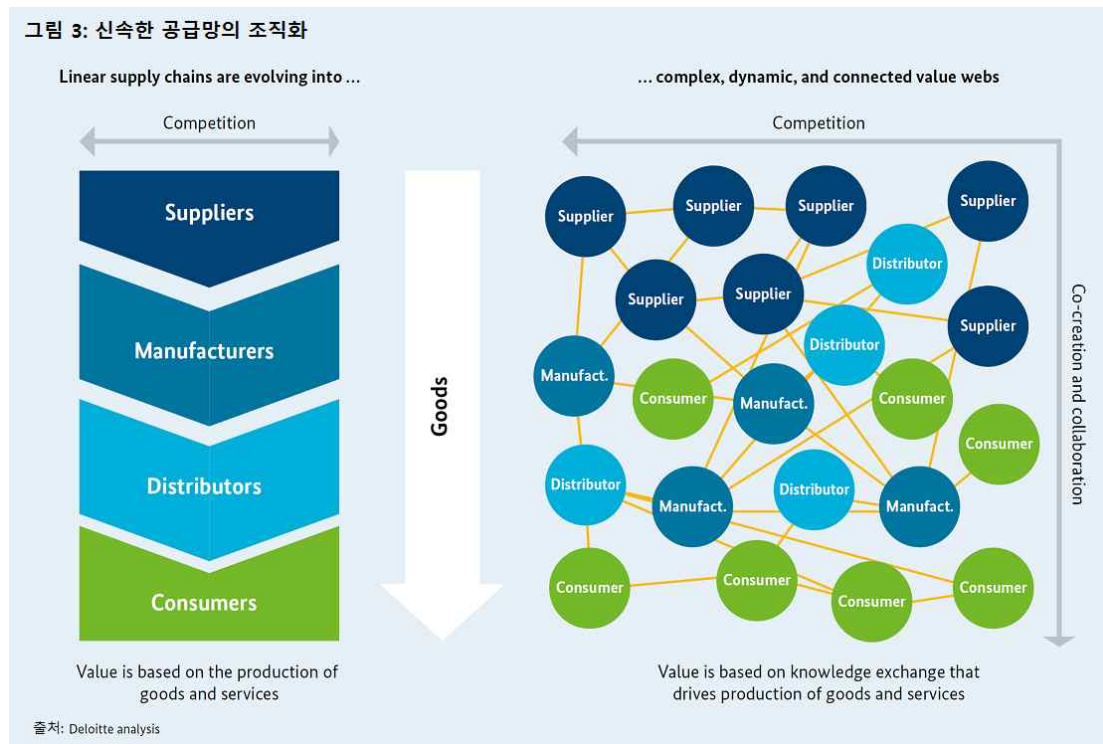 그림 3: 신속한 공급망의 조직화
Linear supply chains are evolving into …
Competition
Suppliers
Manufacturers
Distributors
Consumers
Value is based on the production of
goods and services
Goods
… complex, dynamic, and connected value webs
Competition
Supplier
Supplier
Supplier
Supplier
Distributor
Supplier
Supplier
Supplier
Distributor
Manufact.
Consumer
Manufact.
Consumer
Consumer
Distributor
Manufact.
Distributor
Manufact.
Consumer
Consumer
Consumer
Consumer
Co-creation and collaboration
Value is based on knowledge exchange that
drives production of goods and services
출처: Deloitte analysis